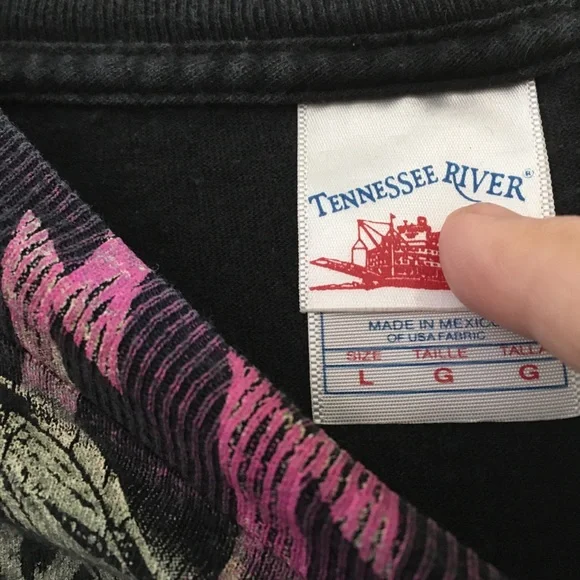 TENNESSEE RIVER®
MADE IN MEXICO
OF USA FABRIC
SIZE TAILLE TALLA
L G G